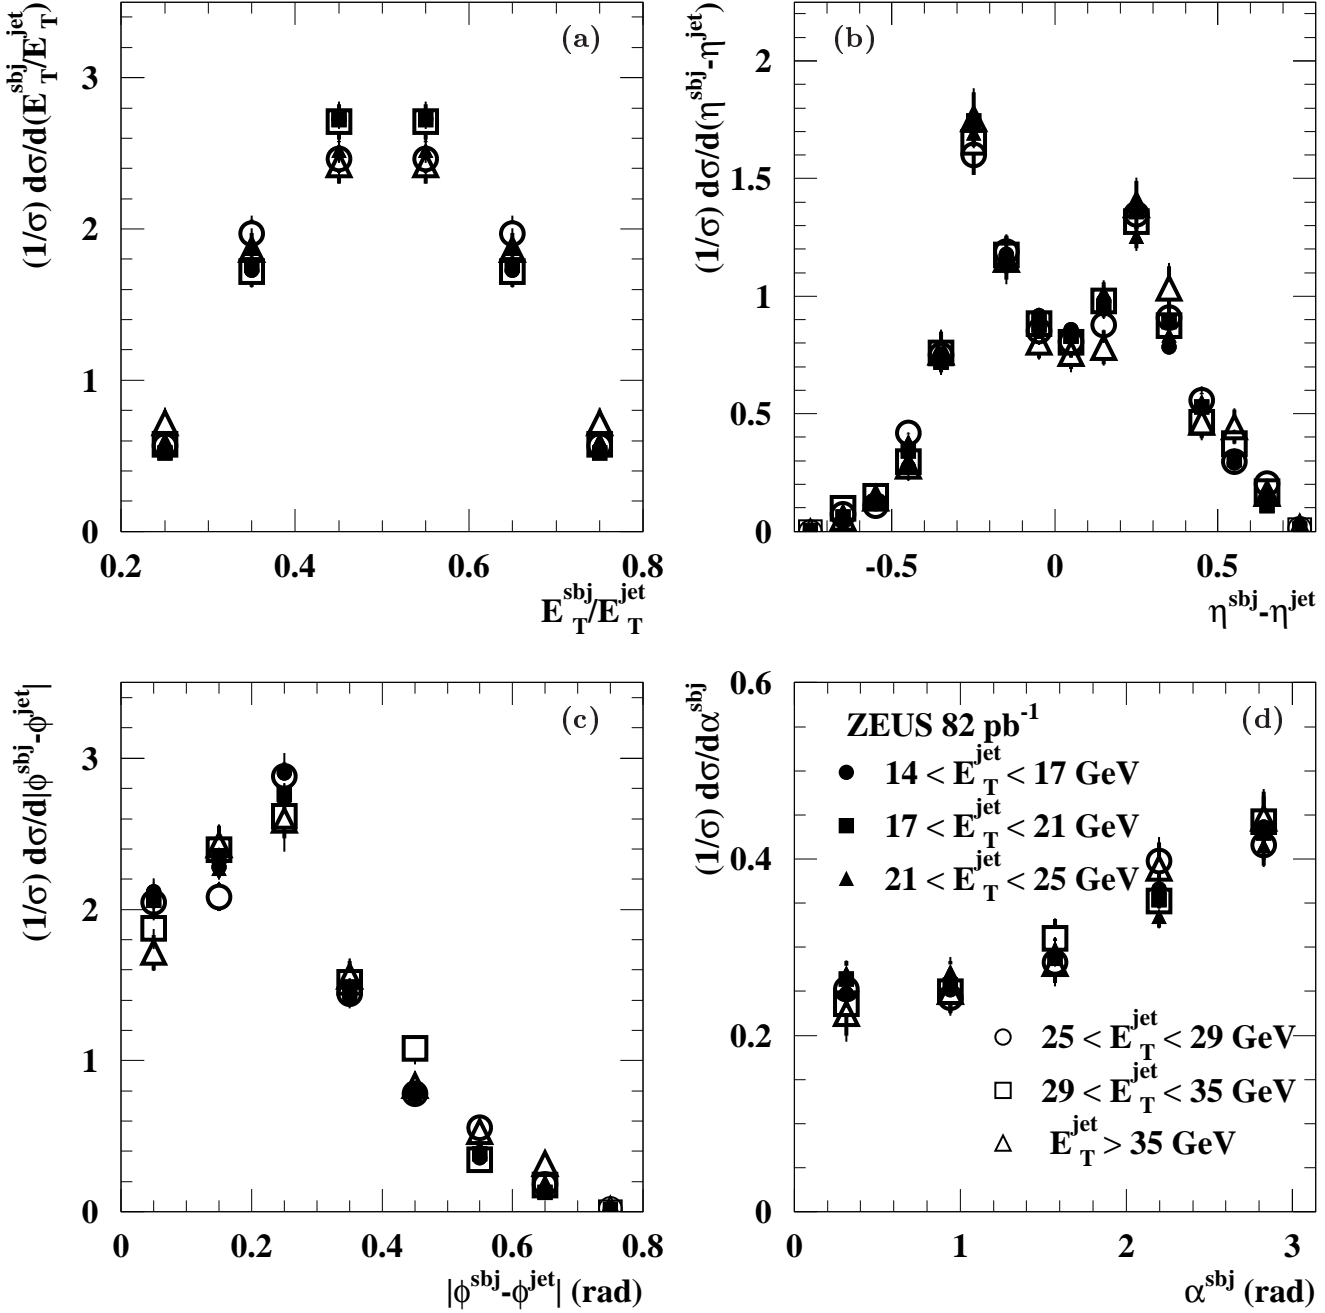 (1/σ) dσ/d(E_T^sbj/E_T^jet)
(a)
3
2
1
0
0.2 0.4 0.6 0.8
E_T^sbj/E_T^jet
(1/σ) dσ/d(η^sbj-η^jet)
(b)
2
1.5
1
0.5
0
-0.5 0 0.5
η^sbj-η^jet
(1/σ) dσ/d|ϕ^sbj-ϕ^jet|
(c)
3
2
1
0
0 0.2 0.4 0.6 0.8
|ϕ^sbj-ϕ^jet| (rad)
(1/σ) dσ/dα^sbj
(d)
0.6
0.4
0.2
0
ZEUS 82 pb^-1
14 < E_T^jet < 17 GeV
17 < E_T^jet < 21 GeV
21 < E_T^jet < 25 GeV
25 < E_T^jet < 29 GeV
29 < E_T^jet < 35 GeV
E_T^jet > 35 GeV
0 1 2 3
α^sbj (rad)